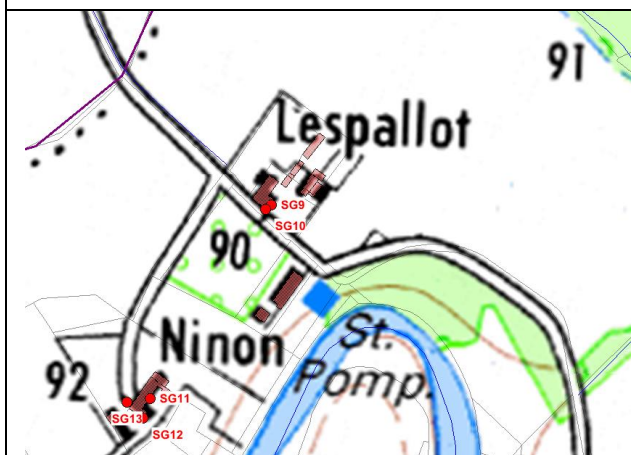 91
Lespallot
SG9
SG10
90
Ninon
St.
Pomp.
92
SG11
SG13
SG12